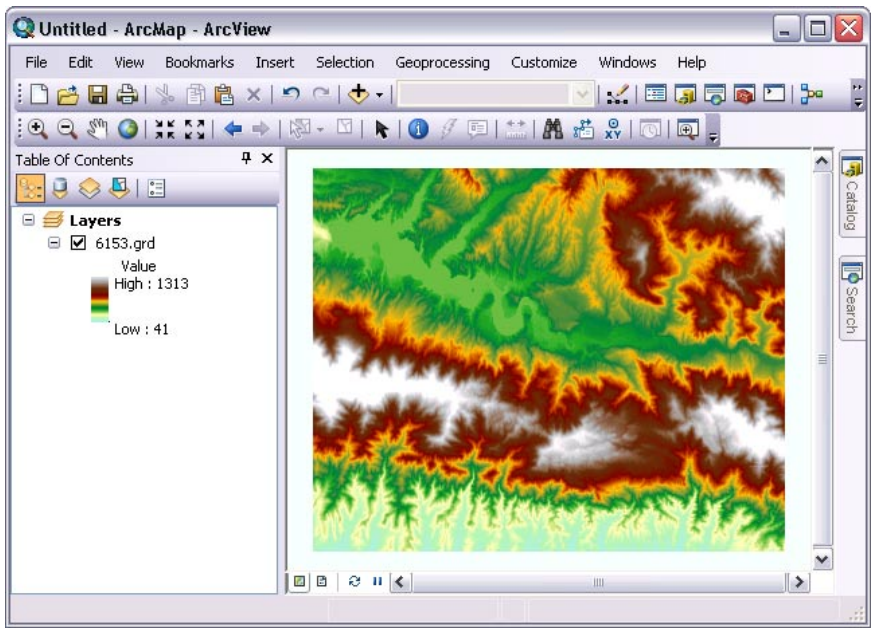 Untitled - ArcMap - ArcView
File Edit View Bookmarks Insert Selection Geoprocessing Customize Windows Help
XY
Table Of Contents
Layers
6153.grd
Value
High : 1313
Low : 41
Catalog
Search